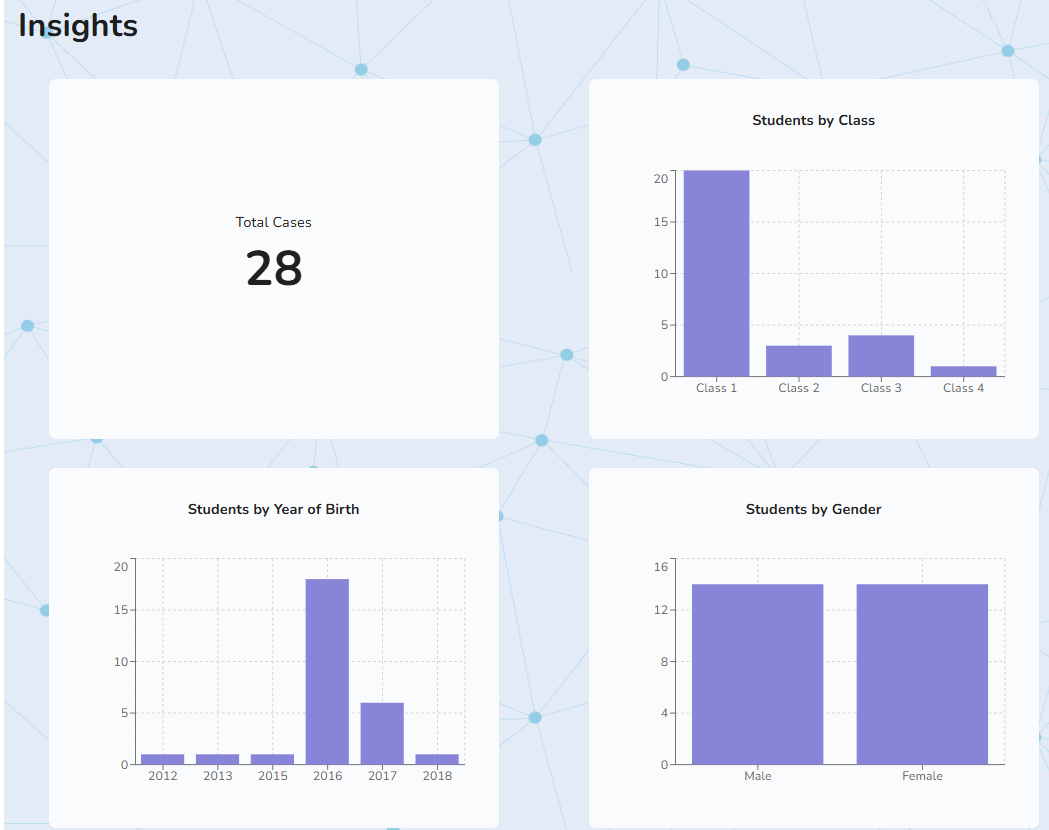 Insights
Total Cases
28
Students by Class
20
15
10
5
0
Class 1 Class 2 Class 3 Class 4
Students by Year of Birth
20
15
10
5
0
2012 2013 2015 2016 2017 2018
Students by Gender
16
12
8
4
0
Male Female